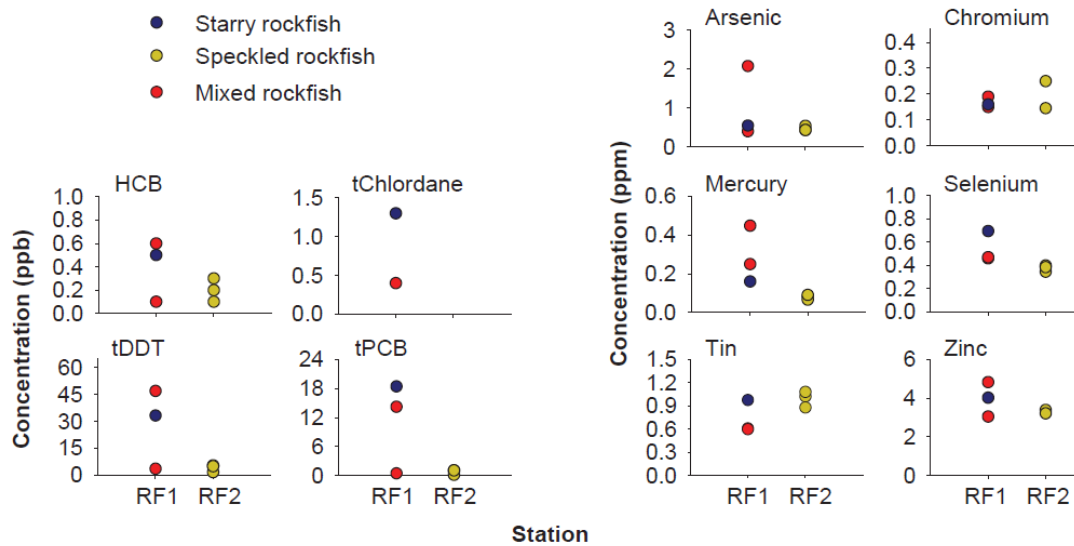 Starry rockfish
Speckled rockfish
Mixed rockfish
Concentration (ppb)
HCB
1.0
0.8
0.6
0.4
0.2
0.0
tChlordane
1.5
1.0
0.5
0.0
tDDT
60
45
30
15
0
RF1 RF2
tPCB
24
18
12
6
0
RF1 RF2
Concentration (ppm)
Arsenic
3
2
1
0
Chromium
0.4
0.3
0.2
0.1
0.0
Mercury
0.6
0.4
0.2
0.0
Selenium
1.0
0.8
0.6
0.4
0.2
0.0
Tin
1.5
1.2
0.9
0.6
0.3
0.0
RF1 RF2
Zinc
6
4
2
0
RF1 RF2
Station